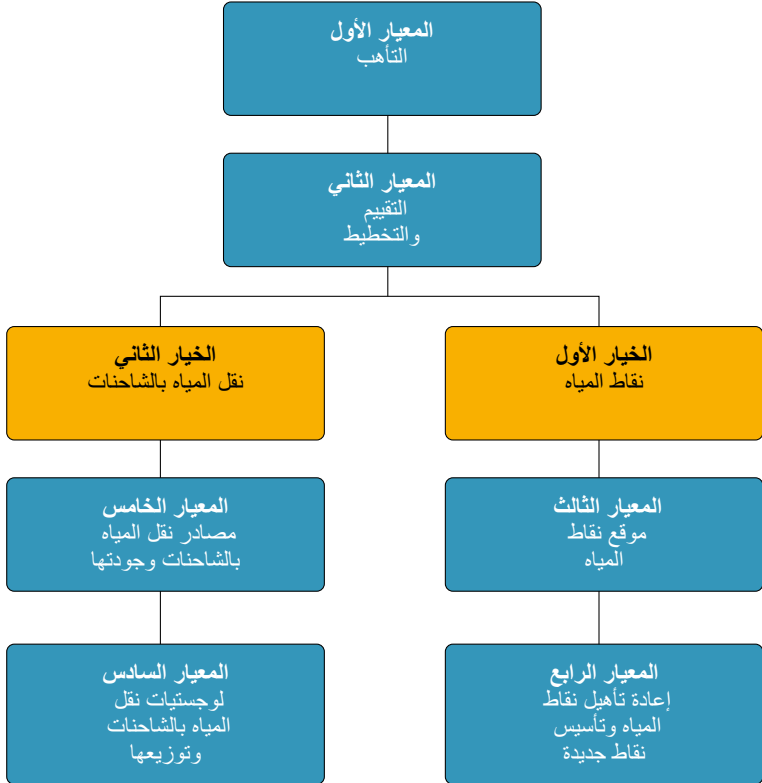 المعيار الأول
التأهب
المعيار الثاني
التقييم
والتخطيط
الخيار الأول
نقاط المياه
الخيار الثاني
نقل المياه بالشاحنات
المعيار الثالث
موقع نقاط
المياه
المعيار الخامس
مصادر نقل المياه
بالشاحنات وجودتها
المعيار الرابع
إعادة تأهيل نقاط
المياه وتأسيس
نقاط جديدة
المعيار السادس
لوجستيات نقل
المياه بالشاحنات
وتوزيعها